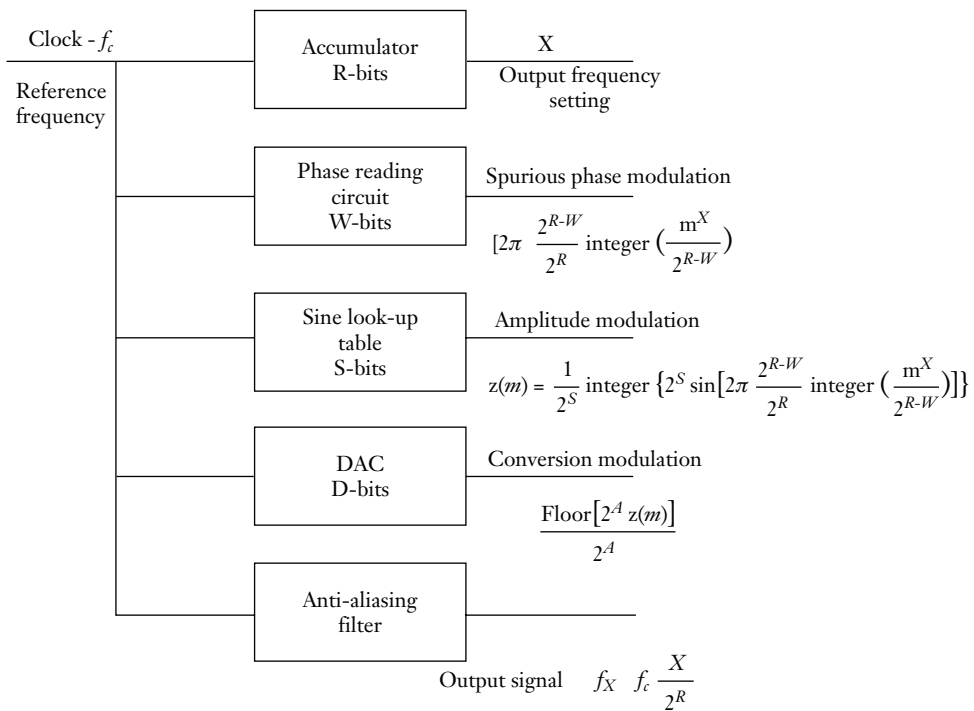 Clock - f_c
Reference
frequency
Accumulator
R-bits
X
Output frequency
setting
Phase reading
circuit
W-bits
Spurious phase modulation
[2π 2^{R-W}/2^R integer (m^X/2^{R-W})
Sine look-up
table
S-bits
Amplitude modulation
z(m) = 1/2^S integer {2^S sin[2π 2^{R-W}/2^R integer (m^X/2^{R-W})]}
DAC
D-bits
Conversion modulation
Floor[2^A z(m)]/2^A
Anti-aliasing
filter
Output signal f_X f_c X/2^R